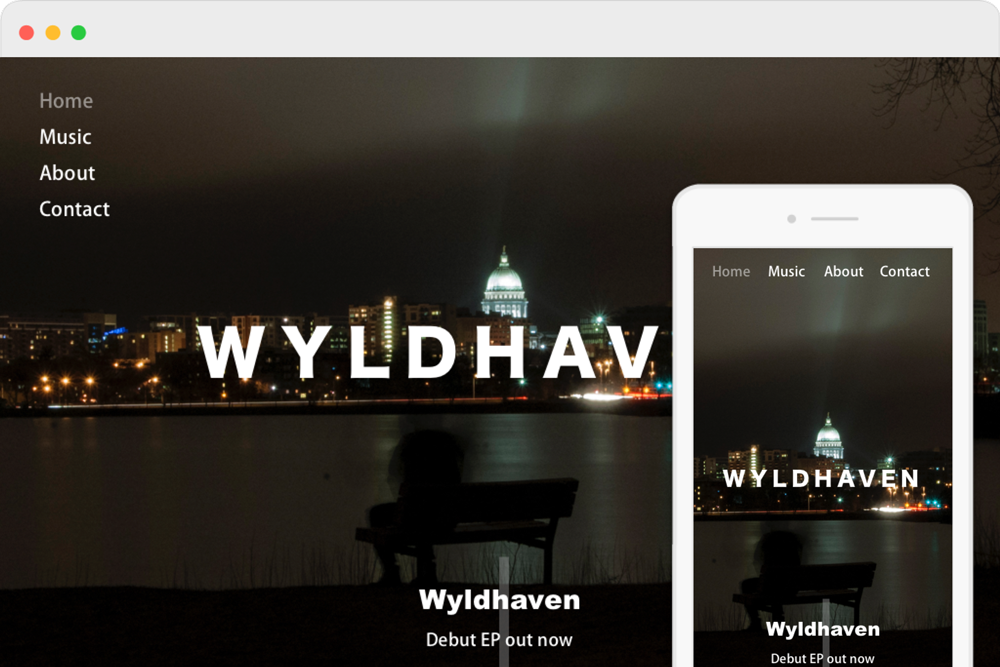 Home
Music
About
Contact
WYLDHAV
Wyldhaven
Debut EP out now
Home Music About Contact
WYLDHAVEN
Wyldhaven
Debut EP out now